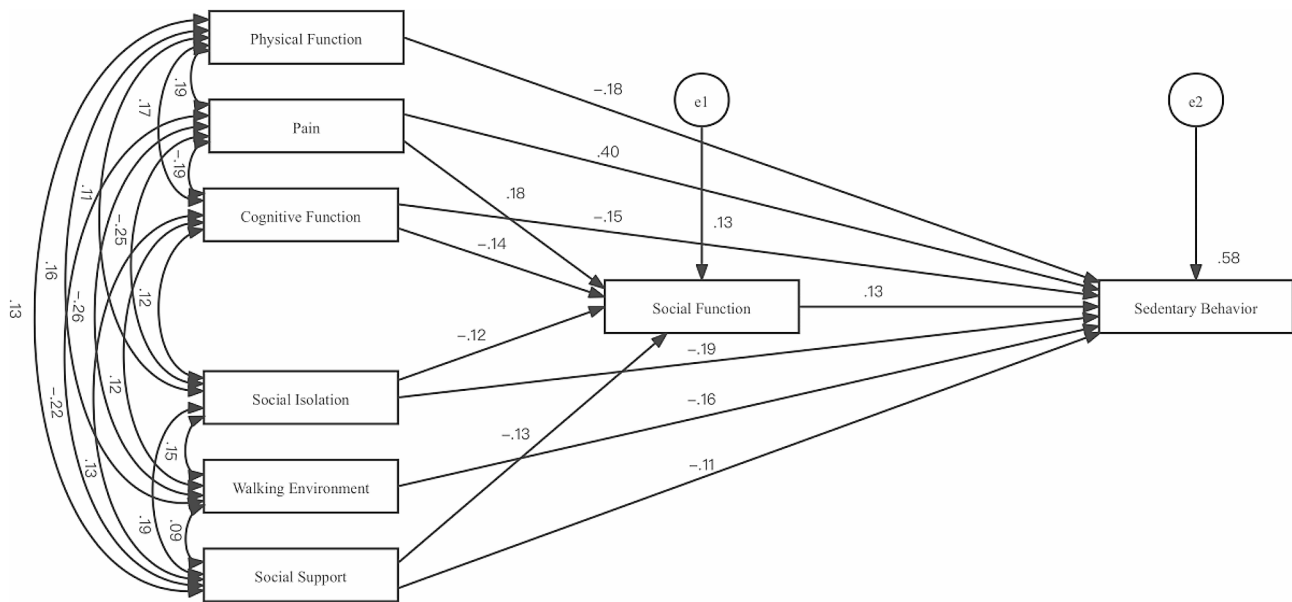 Physical Function
Pain
Cognitive Function
Social Isolation
Walking Environment
Social Support
Social Function
Sedentary Behavior
e1
e2
–.18
.40
.18
–.15
–.14
.13
.13
.58
–.12
–.19
–.16
–.13
–.11
.19
.17
–.19
.11
–.25
.16
.13
–.26
.12
.12
–.22
.13
.15
.19
.09